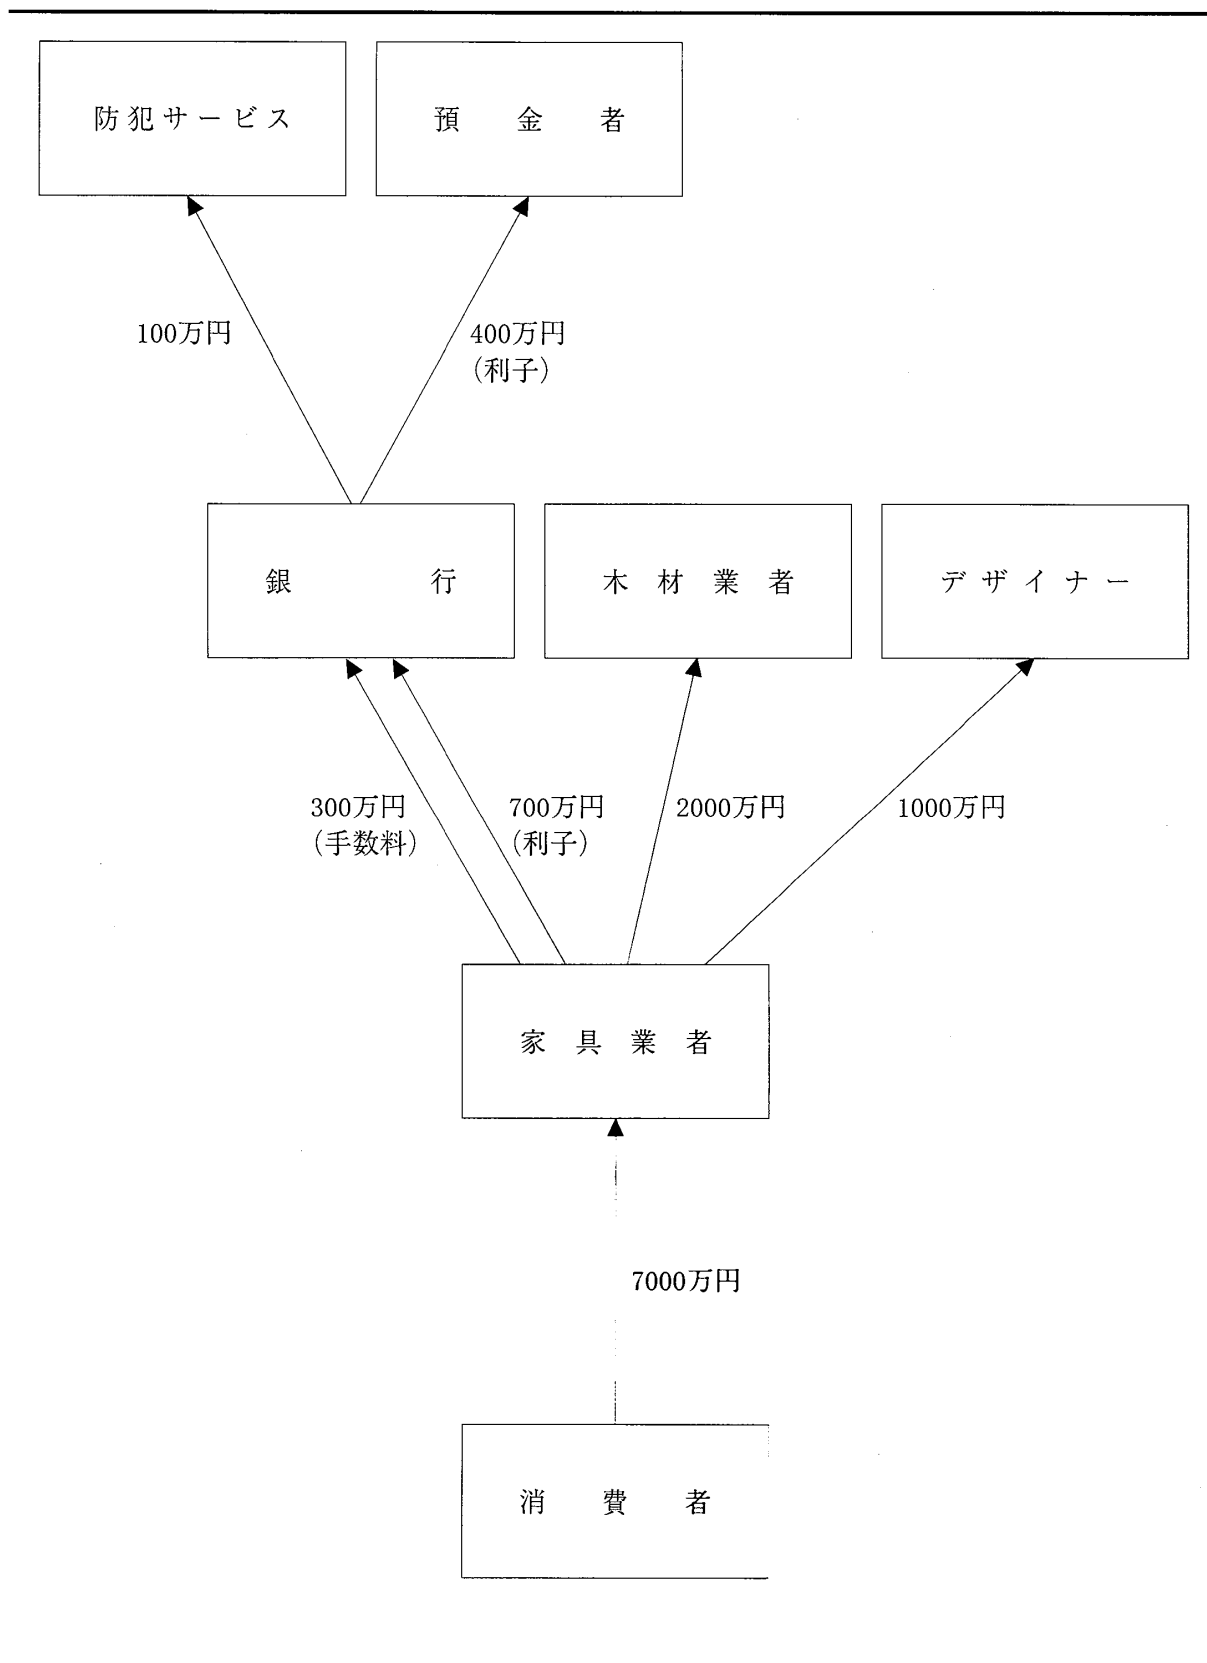 防犯サービス
預金者
100万円
400万円
（利子）
銀行
木材業者
デザイナー
300万円
（手数料）
700万円
（利子）
2000万円
1000万円
家具業者
7000万円
消費者